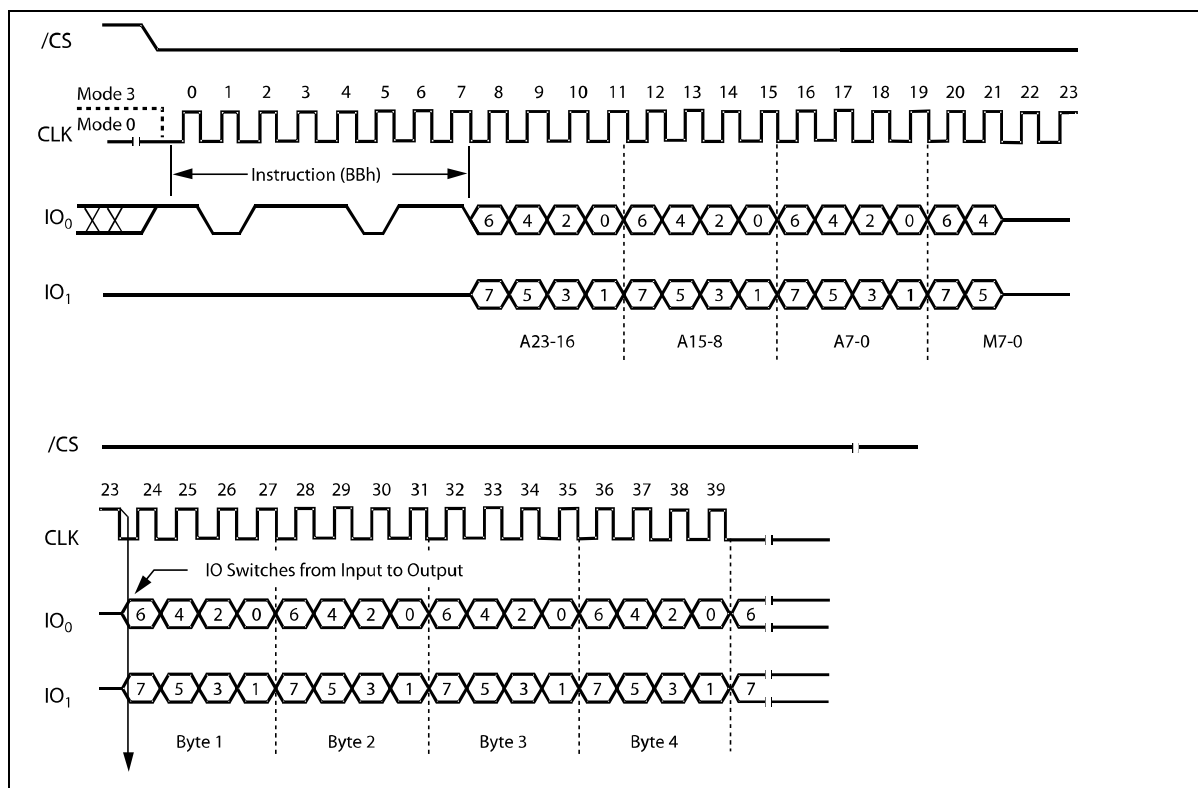 /CS
Mode 3
0 1 2 3 4 5 6 7 8 9 10 11 12 13 14 15 16 17 18 19 20 21 22 23
Mode 0
CLK
Instruction (BBh)
IO0
6 4 2 0 6 4 2 0 6 4 2 0 6 4
IO1
7 5 3 1 7 5 3 1 7 5 3 1 7 5
A23-16 A15-8 A7-0 M7-0
/CS
23 24 25 26 27 28 29 30 31 32 33 34 35 36 37 38 39
CLK
IO Switches from Input to Output
IO0
6 4 2 0 6 4 2 0 6 4 2 0 6 4 2 0 6
IO1
7 5 3 1 7 5 3 1 7 5 3 1 7 5 3 1 7
Byte 1 Byte 2 Byte 3 Byte 4